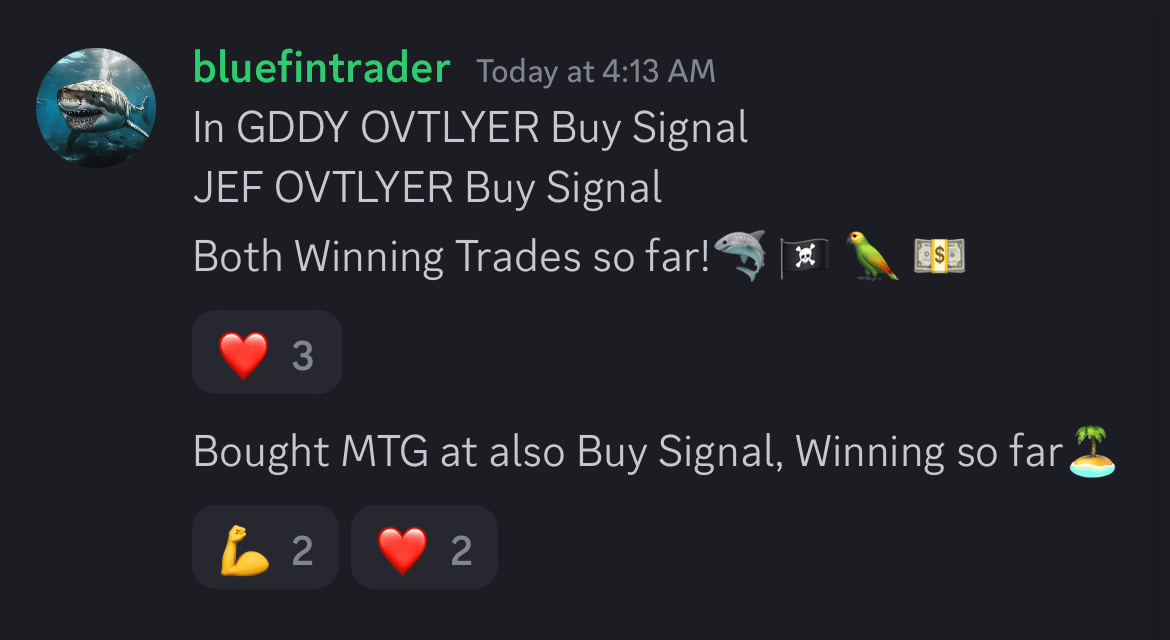 bluefintrader Today at 4:13 AM
In GDDY OVTLYER Buy Signal
JEF OVTLYER Buy Signal
Both Winning Trades so far!🦈🏴‍☠️🦜💵
❤️ 3
Bought MTG at also Buy Signal, Winning so far🏝️
💪 2 ❤️ 2